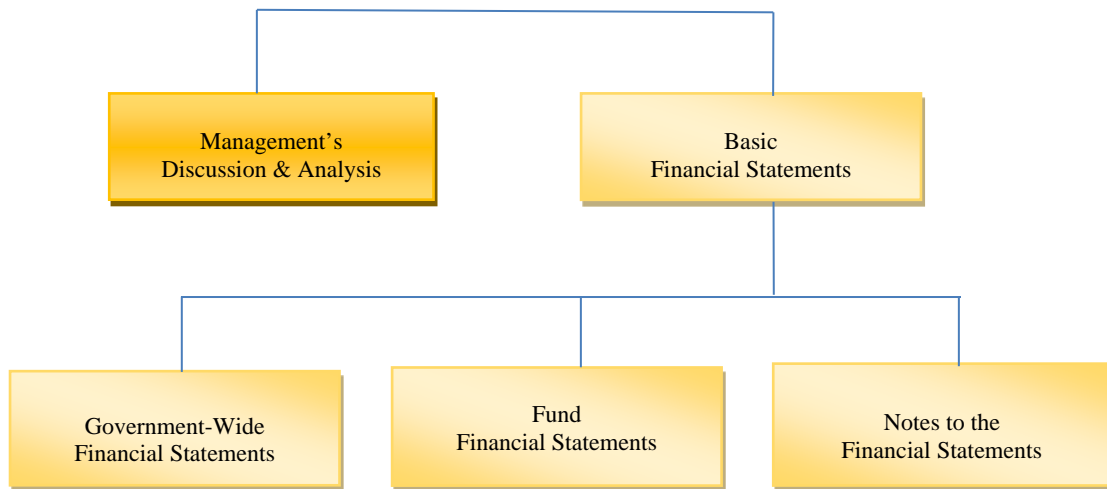 Management’s
Discussion & Analysis
Basic
Financial Statements
Government-Wide
Financial Statements
Fund
Financial Statements
Notes to the
Financial Statements